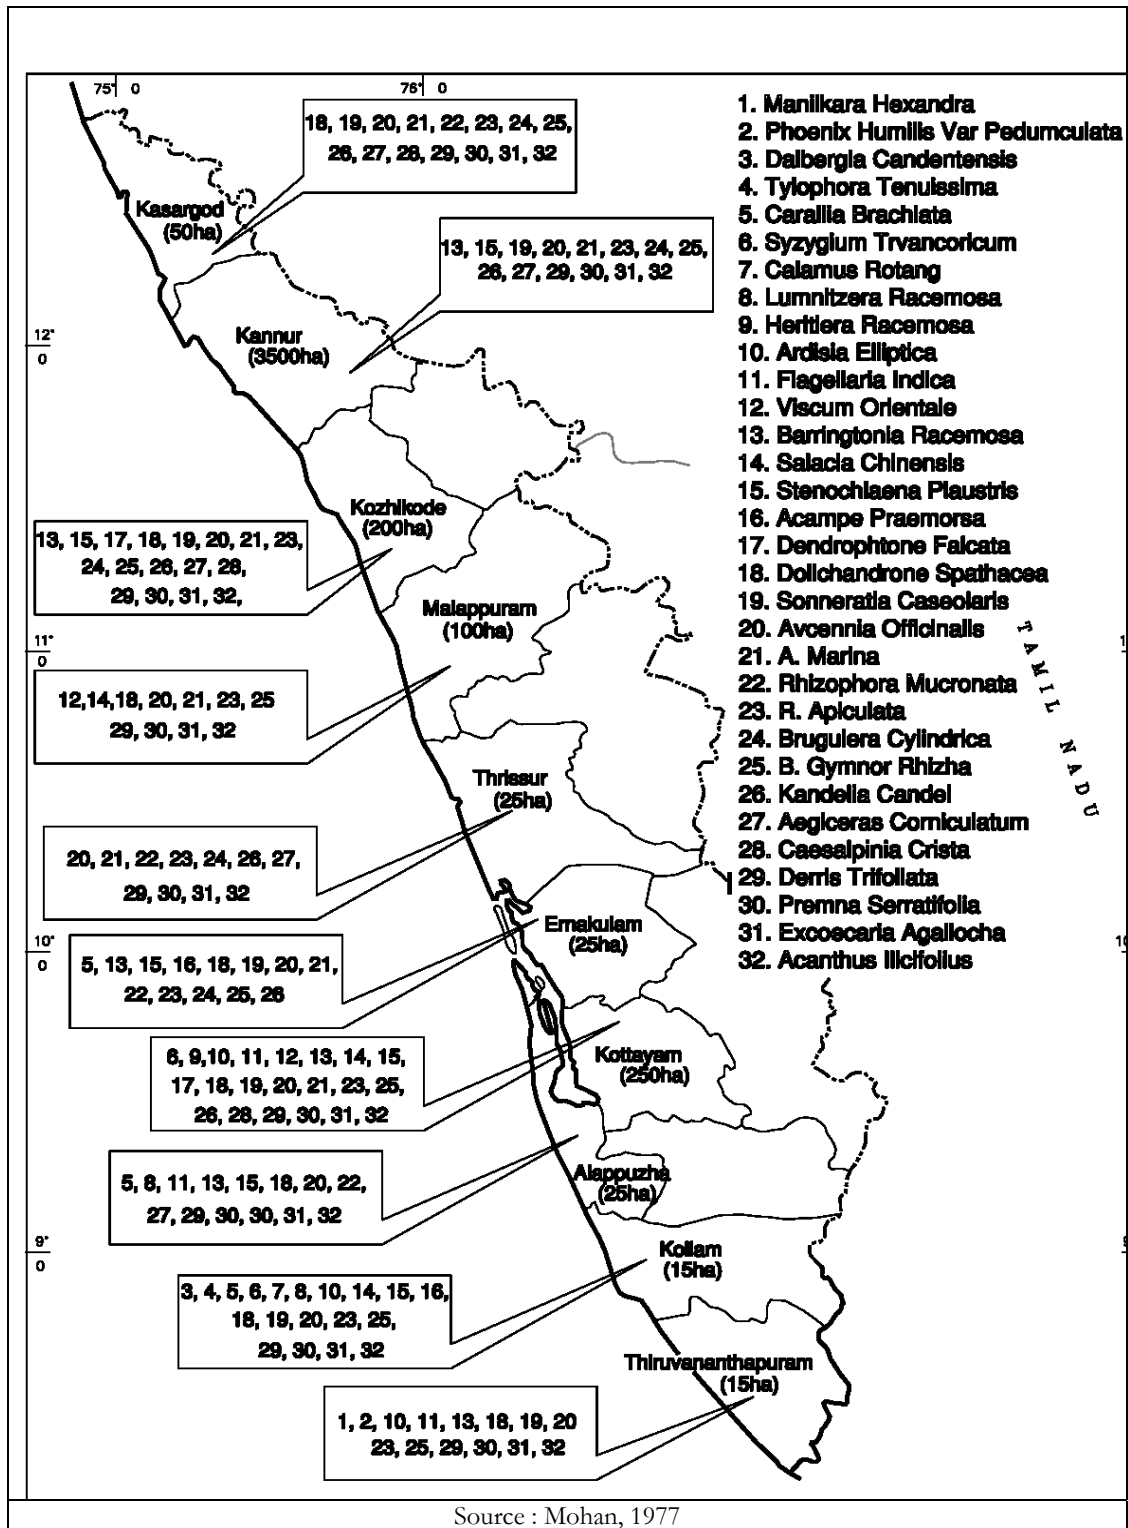 75° 0
76° 0
18, 19, 20, 21, 22, 23, 24, 25,
26, 27, 28, 29, 30, 31, 32
Kasargod
(50ha)
13, 15, 19, 20, 21, 23, 24, 25,
26, 27, 29, 30, 31, 32
12°
0
Kannur
(3500ha)
Kozhikode
(200ha)
13, 15, 17, 18, 19, 20, 21, 23,
24, 25, 26, 27, 28,
29, 30, 31, 32,
Malappuram
(100ha)
11°
0
12,14,18, 20, 21, 23, 25
29, 30, 31, 32
Thrissur
(25ha)
20, 21, 22, 23, 24, 26, 27,
29, 30, 31, 32
Ernakulam
(25ha)
10°
0
5, 13, 15, 16, 18, 19, 20, 21,
22, 23, 24, 25, 26
6, 9,10, 11, 12, 13, 14, 15,
17, 18, 19, 20, 21, 23, 25,
26, 28, 29, 30, 31, 32
Kottayam
(250ha)
5, 8, 11, 13, 15, 18, 20, 22,
27, 29, 30, 30, 31, 32
Alappuzha
(25ha)
9°
0
Kollam
(15ha)
3, 4, 5, 6, 7, 8, 10, 14, 15, 16,
18, 19, 20, 23, 25,
29, 30, 31, 32
Thiruvananthapuram
(15ha)
1, 2, 10, 11, 13, 18, 19, 20
23, 25, 29, 30, 31, 32
1. Manilkara Hexandra
2. Phoenix Humilis Var Pedumculata
3. Dalbergia Candentensis
4. Tylophora Tenuissima
5. Carallia Brachiata
6. Syzygium Trvancoricum
7. Calamus Rotang
8. Lumnitzera Racemosa
9. Heritiera Racemosa
10. Ardisia Elliptica
11. Flagellaria Indica
12. Viscum Orientale
13. Barringtonia Racemosa
14. Salacia Chinensis
15. Stenochlaena Plaustris
16. Acampe Praemorsa
17. Dendrophtone Falcata
18. Dolichandrone Spathacea
19. Sonneratia Caseolaris
20. Avcennia Officinalis
21. A. Marina
22. Rhizophora Mucronata
23. R. Apiculata
24. Bruguiera Cylindrica
25. B. Gymnor Rhizha
26. Kandelia Candel
27. Aegiceras Corniculatum
28. Caesalpinia Crista
29. Derris Trifoliata
30. Premna Serratifolia
31. Excoecaria Agallocha
32. Acanthus Ilicifolius
TAMIL NADU
Source : Mohan, 1977